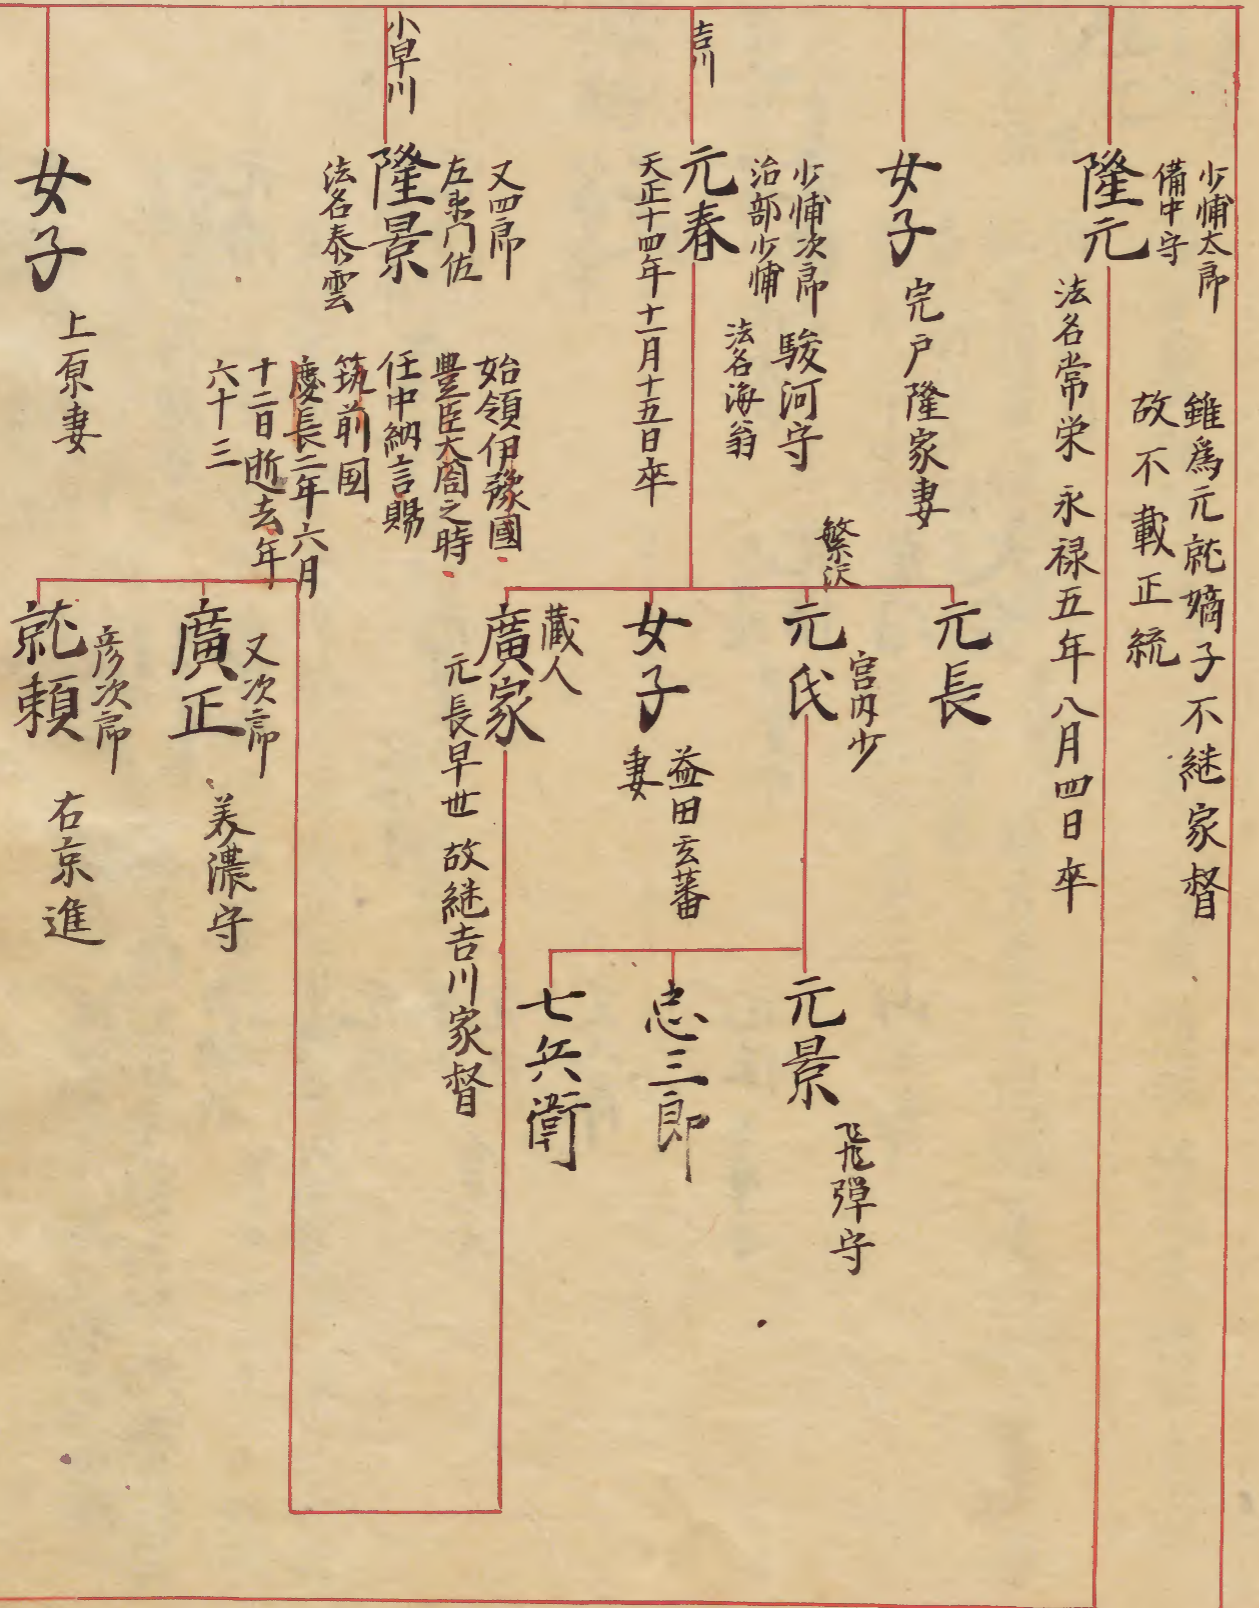 少輔太郎
備中守
隆元
雖爲元就嫡子不継家督
故不載正統
法名常栄 永禄五年八月四日卒
女子
完戸隆家妻
吉川
少輔次郎
治部少輔
元春
駿河守
法名海翁
天正十四年十一月十五日卒
元長
繁沢
元氏
宮内少
元景
飛弾守
忠三郎
七兵衛
女子
益田玄蕃
妻
蔵人
廣家
元長早世 故継吉川家督
又次郎
廣正
美濃守
彦次郎
就頼
右京進
小早川
又四郎
左衛門佐
隆景
法名泰雲
始領伊豫國
豊臣大閤之時
任中納言賜
筑前国
慶長二年六月
十二日逝去年
六十三
女子
上原妻